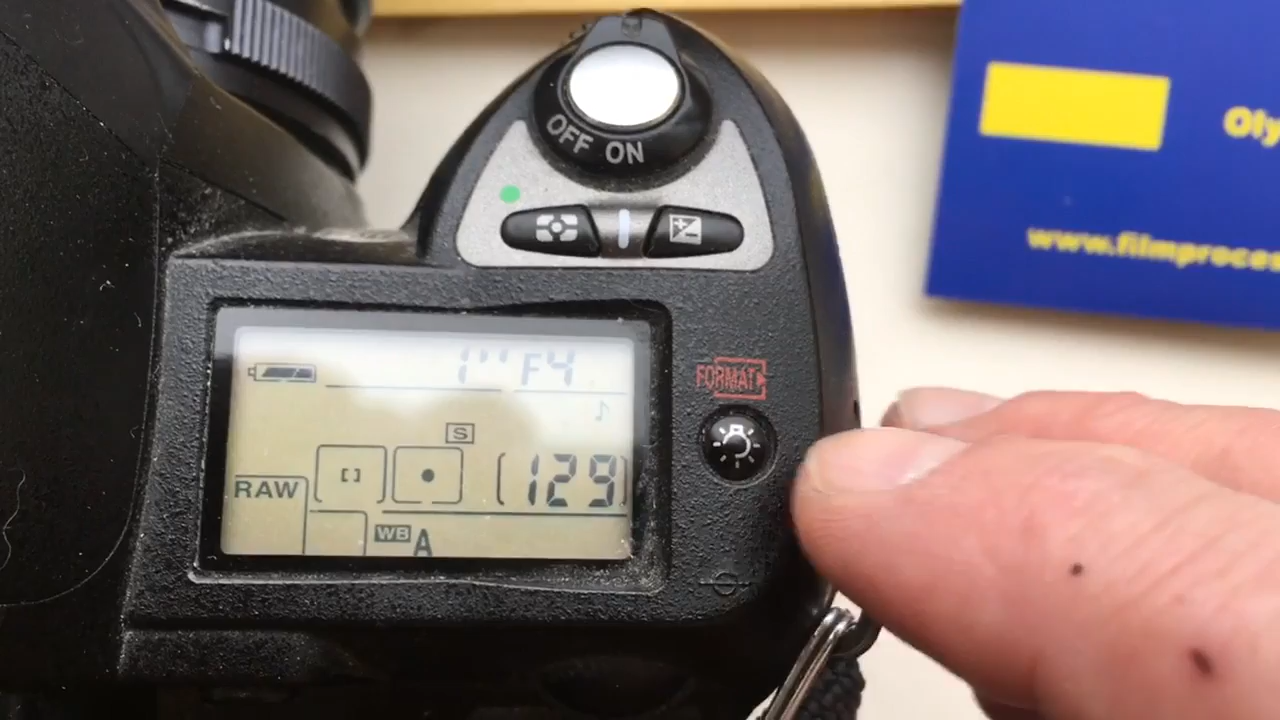 OFF ON
Oly
www.filmproces
FORMAT
1" F4
S
RAW
[129]
WB A